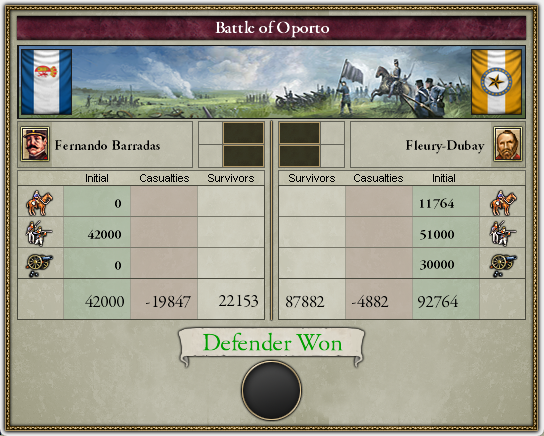 Battle of Oporto
Fernando Barradas
Fleury-Dubay
Initial Casualties Survivors Survivors Casualties Initial
0 11764
42000 51000
0 30000
42000 -19847 22153 87882 -4882 92764
Defender Won